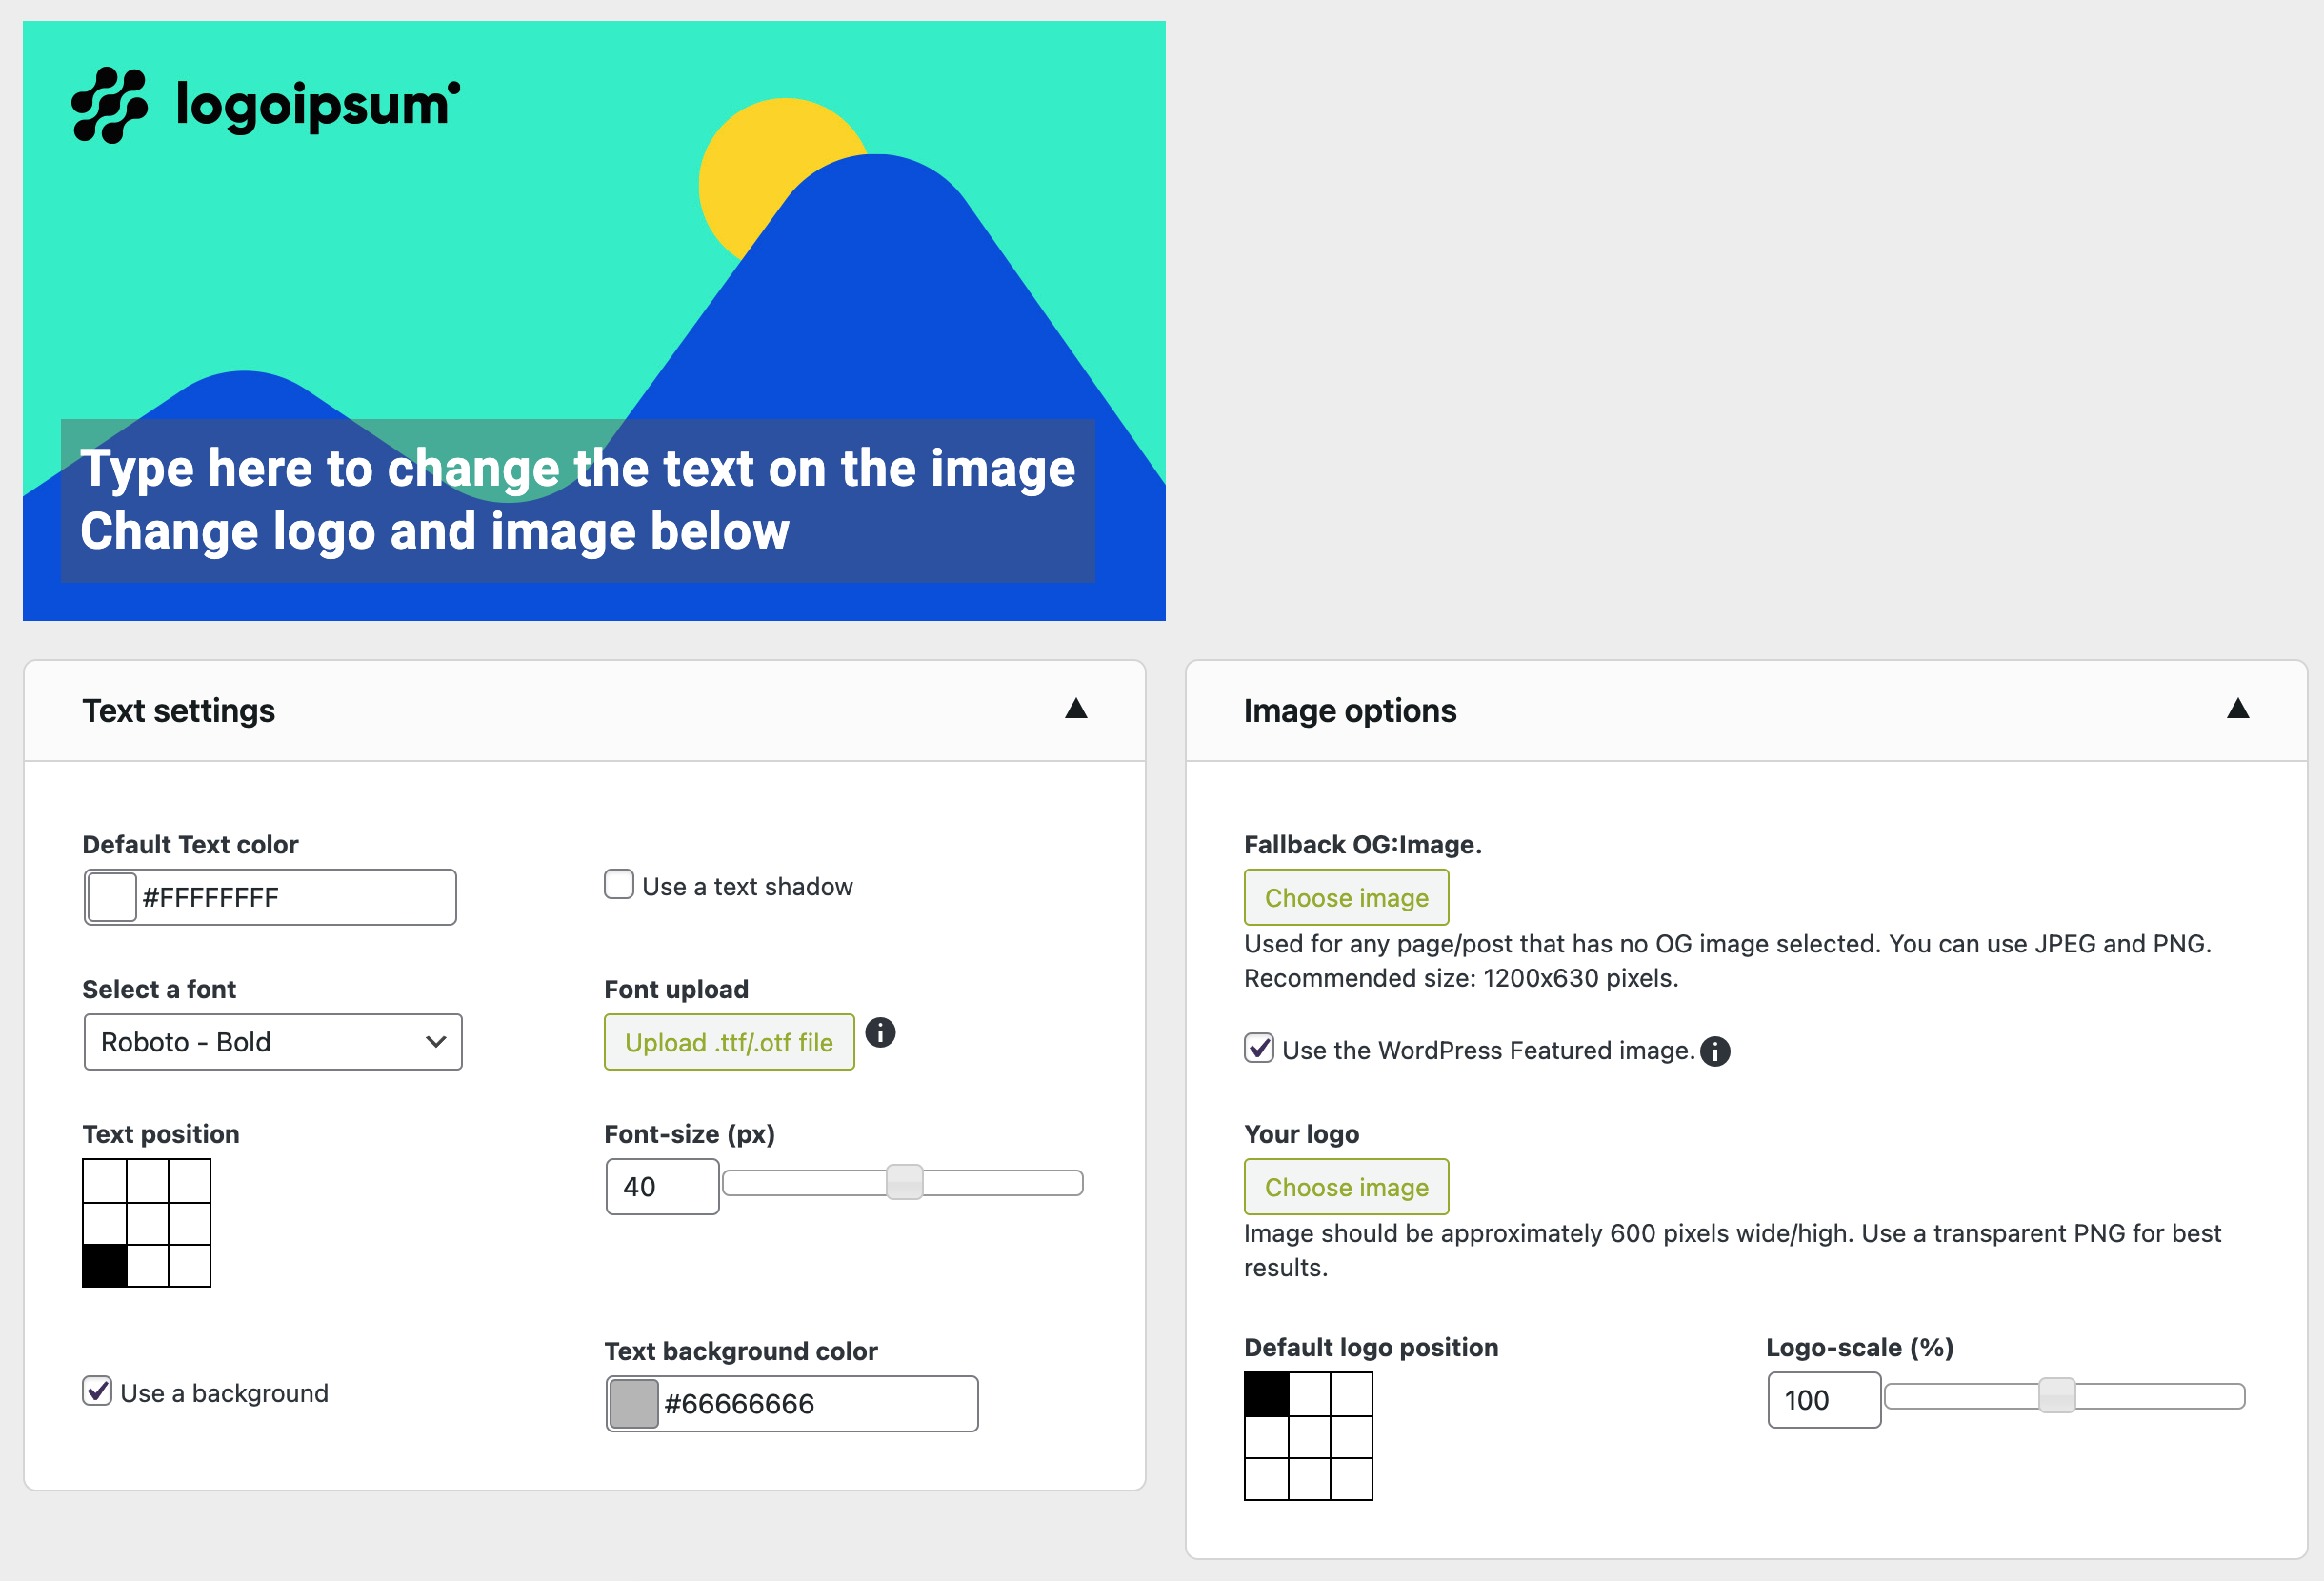 logoipsum
Type here to change the text on the image
Change logo and image below
Text settings
Default Text color
#FFFFFFFF
Use a text shadow
Select a font
Roboto - Bold
Font upload
Upload .ttf/.otf file
Text position
Font-size (px)
40
Use a background
Text background color
#66666666
Image options
Fallback OG:Image.
Choose image
Used for any page/post that has no OG image selected. You can use JPEG and PNG.
Recommended size: 1200x630 pixels.
Use the WordPress Featured image.
Your logo
Choose image
Image should be approximately 600 pixels wide/high. Use a transparent PNG for best
results.
Default logo position
Logo-scale (%)
100